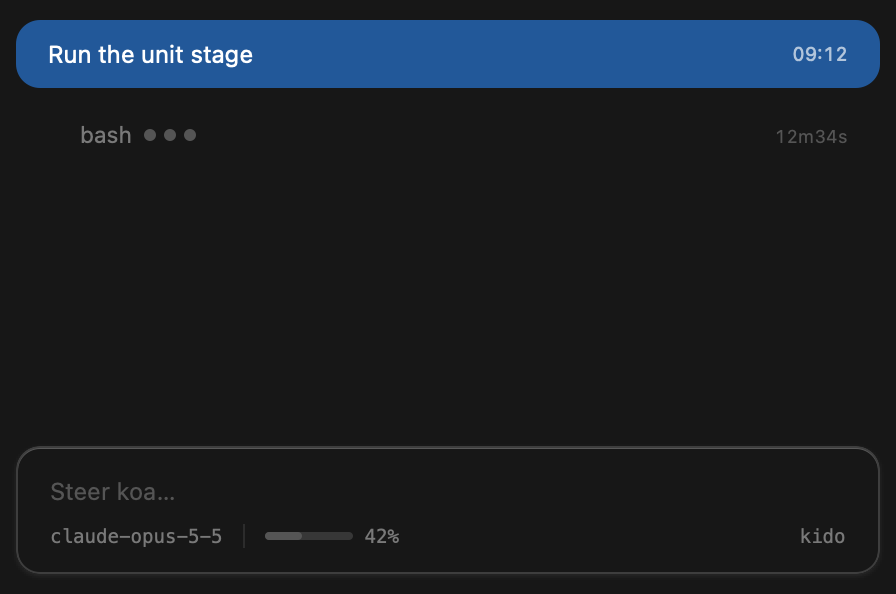 Run the unit stage 09:12
bash 12m34s
Steer koa...
claude-opus-5-5 42% kido